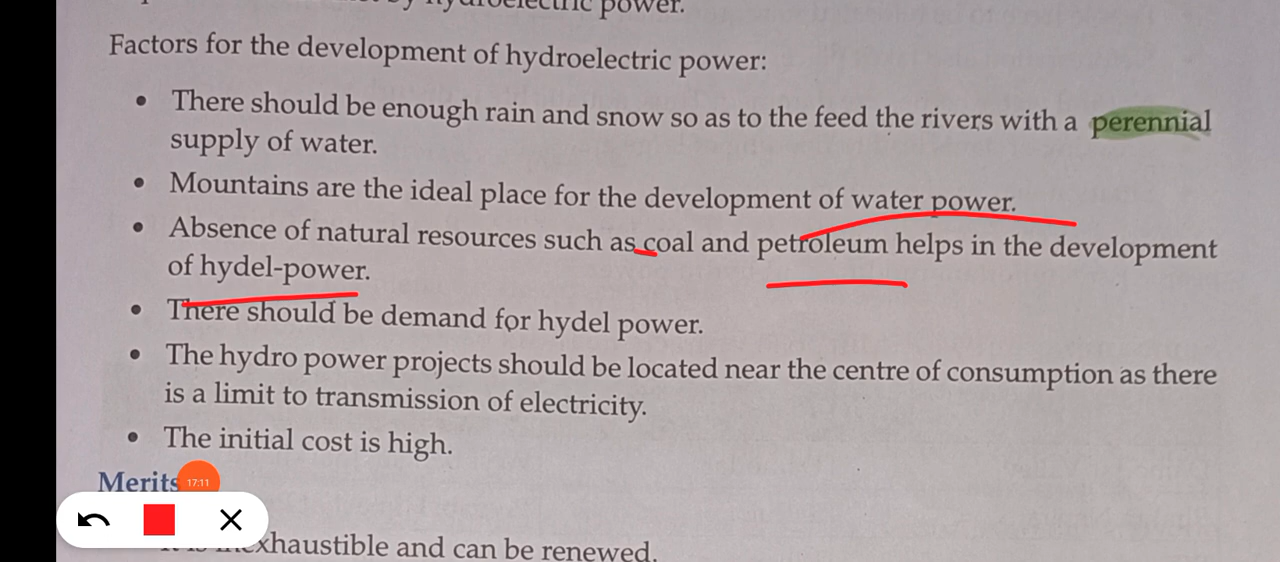 by hydroelectric power.
Factors for the development of hydroelectric power:
• There should be enough rain and snow so as to the feed the rivers with a perennial
supply of water.
• Mountains are the ideal place for the development of water power.
• Absence of natural resources such as coal and petroleum helps in the development
of hydel-power.
• There should be demand for hydel power.
• The hydro power projects should be located near the centre of consumption as there
is a limit to transmission of electricity.
• The initial cost is high.
Merits
17:11
exhaustible and can be renewed.